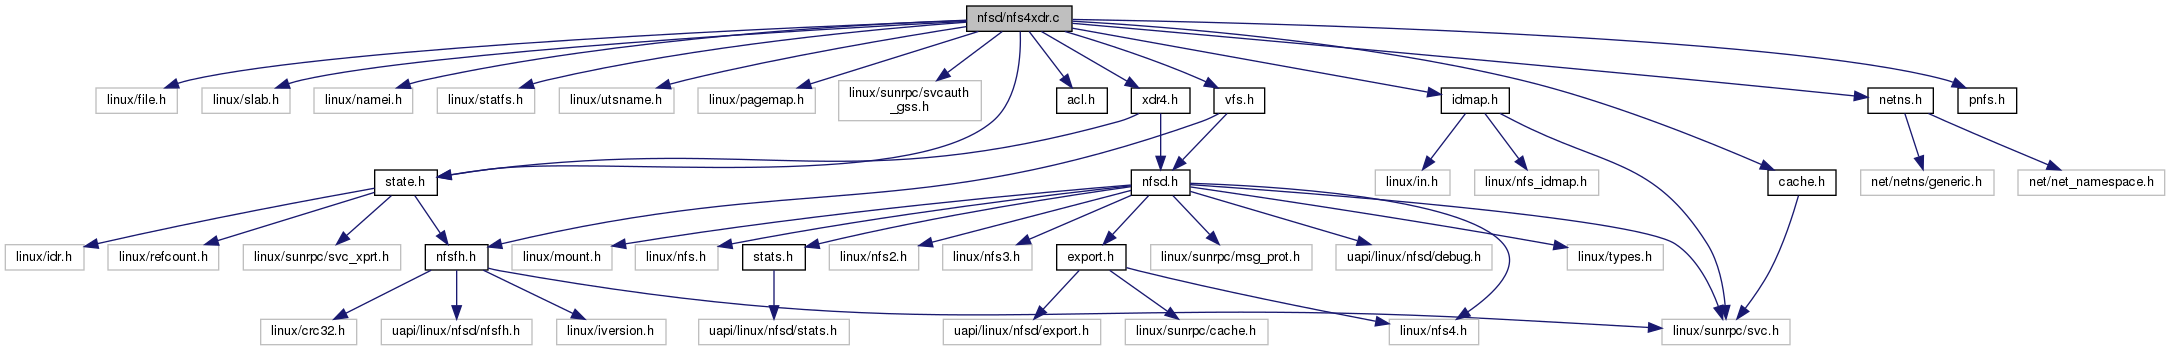 nfsd/nfs4xdr.c
linux/file.h
linux/slab.h
linux/namei.h
linux/statfs.h
linux/utsname.h
linux/pagemap.h
linux/sunrpc/svcauth
_gss.h
acl.h
xdr4.h
vfs.h
idmap.h
netns.h
pnfs.h
state.h
nfsd.h
linux/in.h
linux/nfs_idmap.h
cache.h
net/netns/generic.h
net/net_namespace.h
linux/idr.h
linux/refcount.h
linux/sunrpc/svc_xprt.h
nfsfh.h
linux/mount.h
linux/nfs.h
stats.h
linux/nfs2.h
linux/nfs3.h
export.h
linux/sunrpc/msg_prot.h
uapi/linux/nfsd/debug.h
linux/types.h
linux/crc32.h
uapi/linux/nfsd/nfsfh.h
linux/iversion.h
uapi/linux/nfsd/stats.h
uapi/linux/nfsd/export.h
linux/sunrpc/cache.h
linux/nfs4.h
linux/sunrpc/svc.h